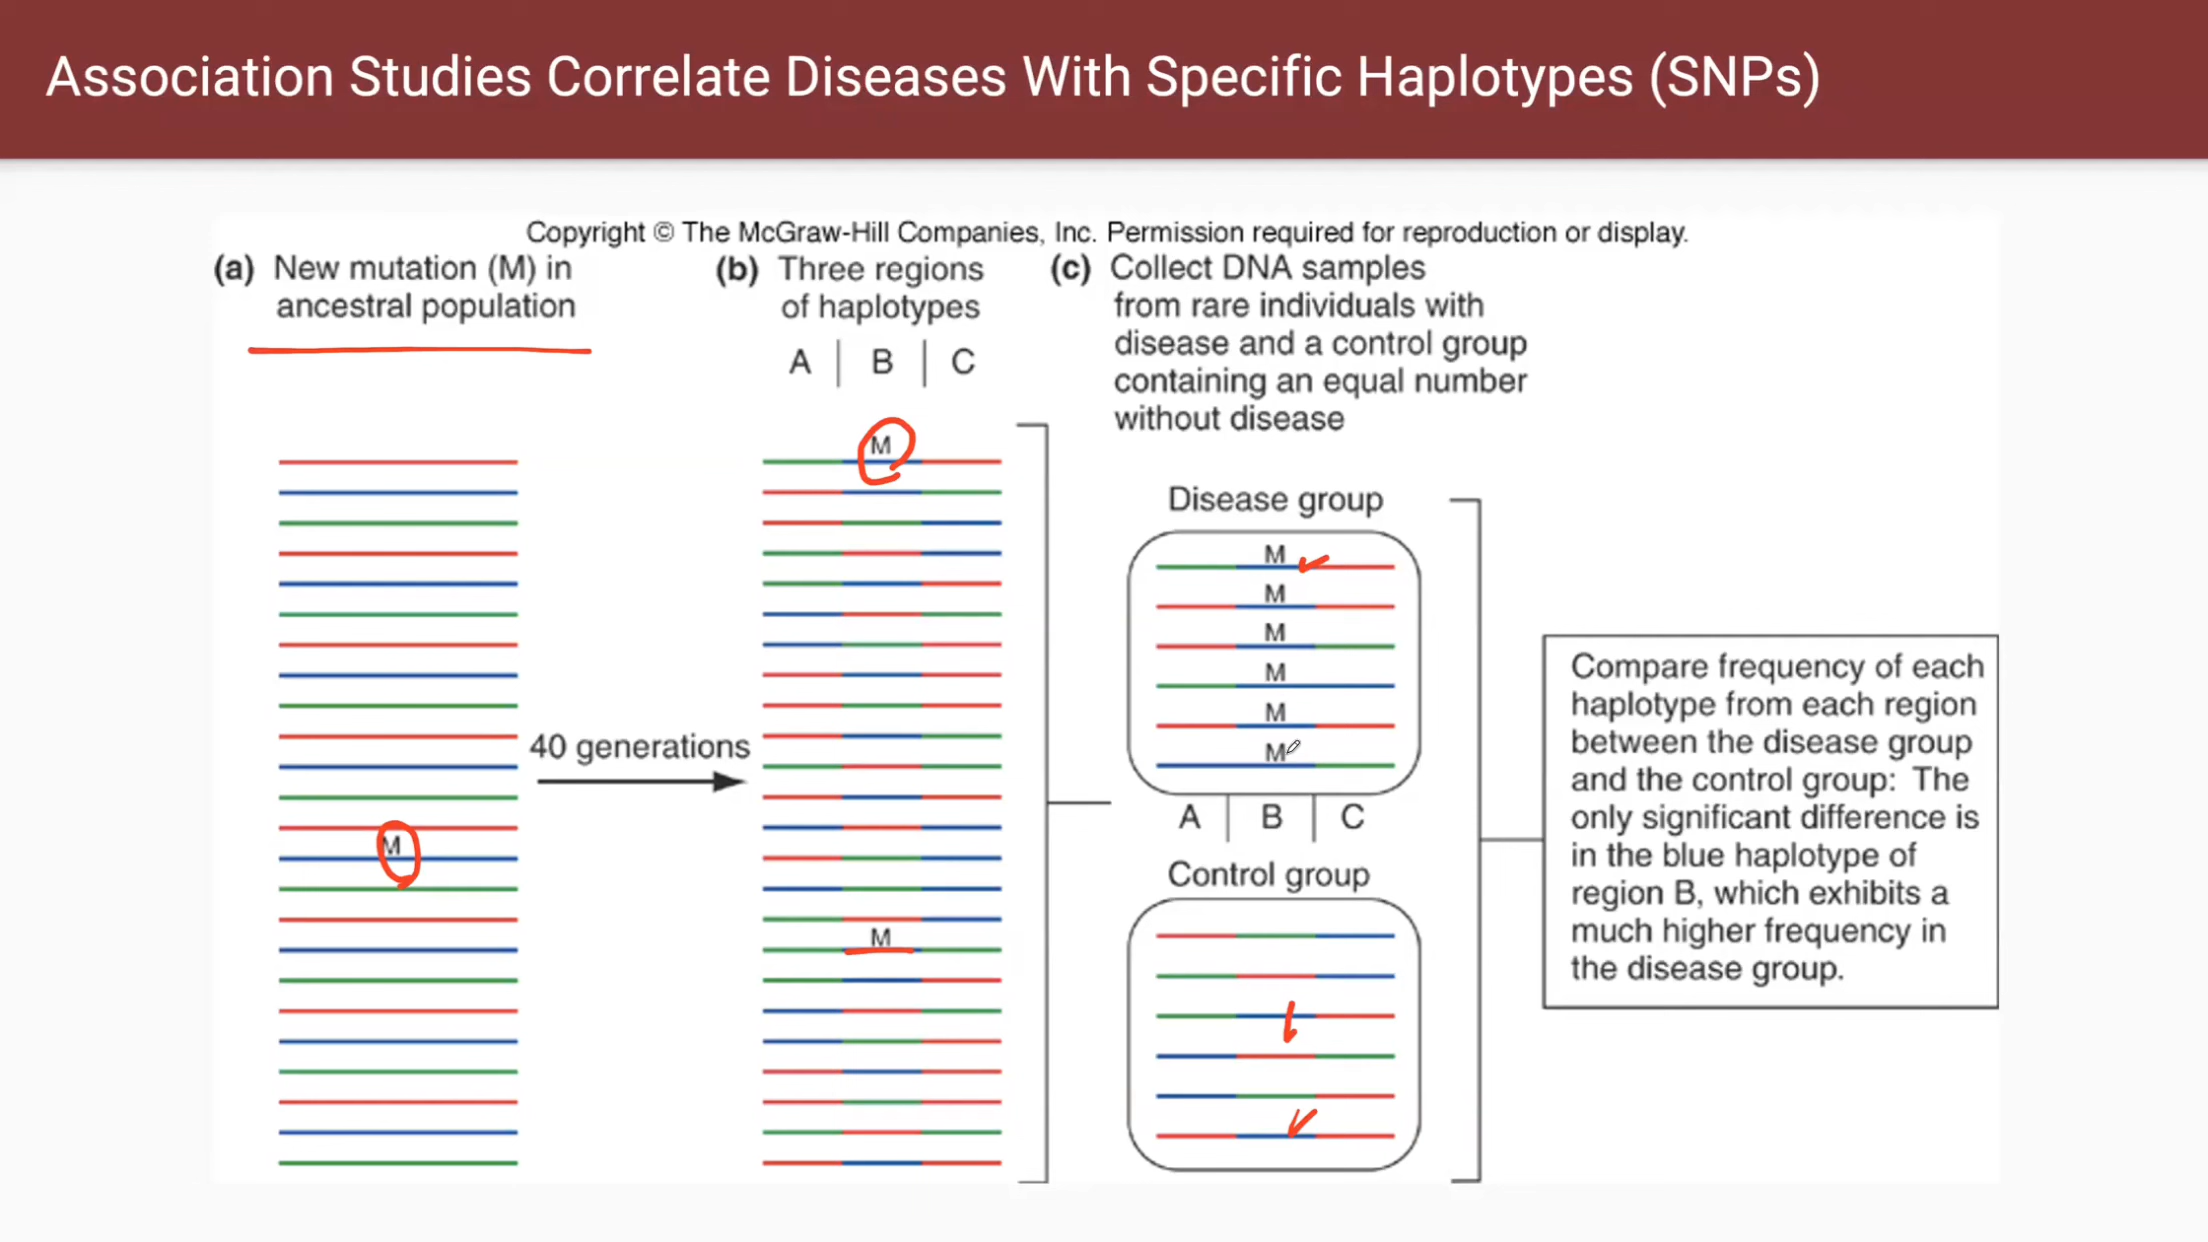 Association Studies Correlate Diseases With Specific Haplotypes (SNPs)
Copyright © The McGraw-Hill Companies, Inc. Permission required for reproduction or display.
(a) New mutation (M) in
ancestral population
(b) Three regions
of haplotypes
A B C
(c) Collect DNA samples
from rare individuals with
disease and a control group
containing an equal number
without disease
M
40 generations
M
M
Disease group
M
M
M
M
M
M
A B C
Control group
Compare frequency of each
haplotype from each region
between the disease group
and the control group: The
only significant difference is
in the blue haplotype of
region B, which exhibits a
much higher frequency in
the disease group.